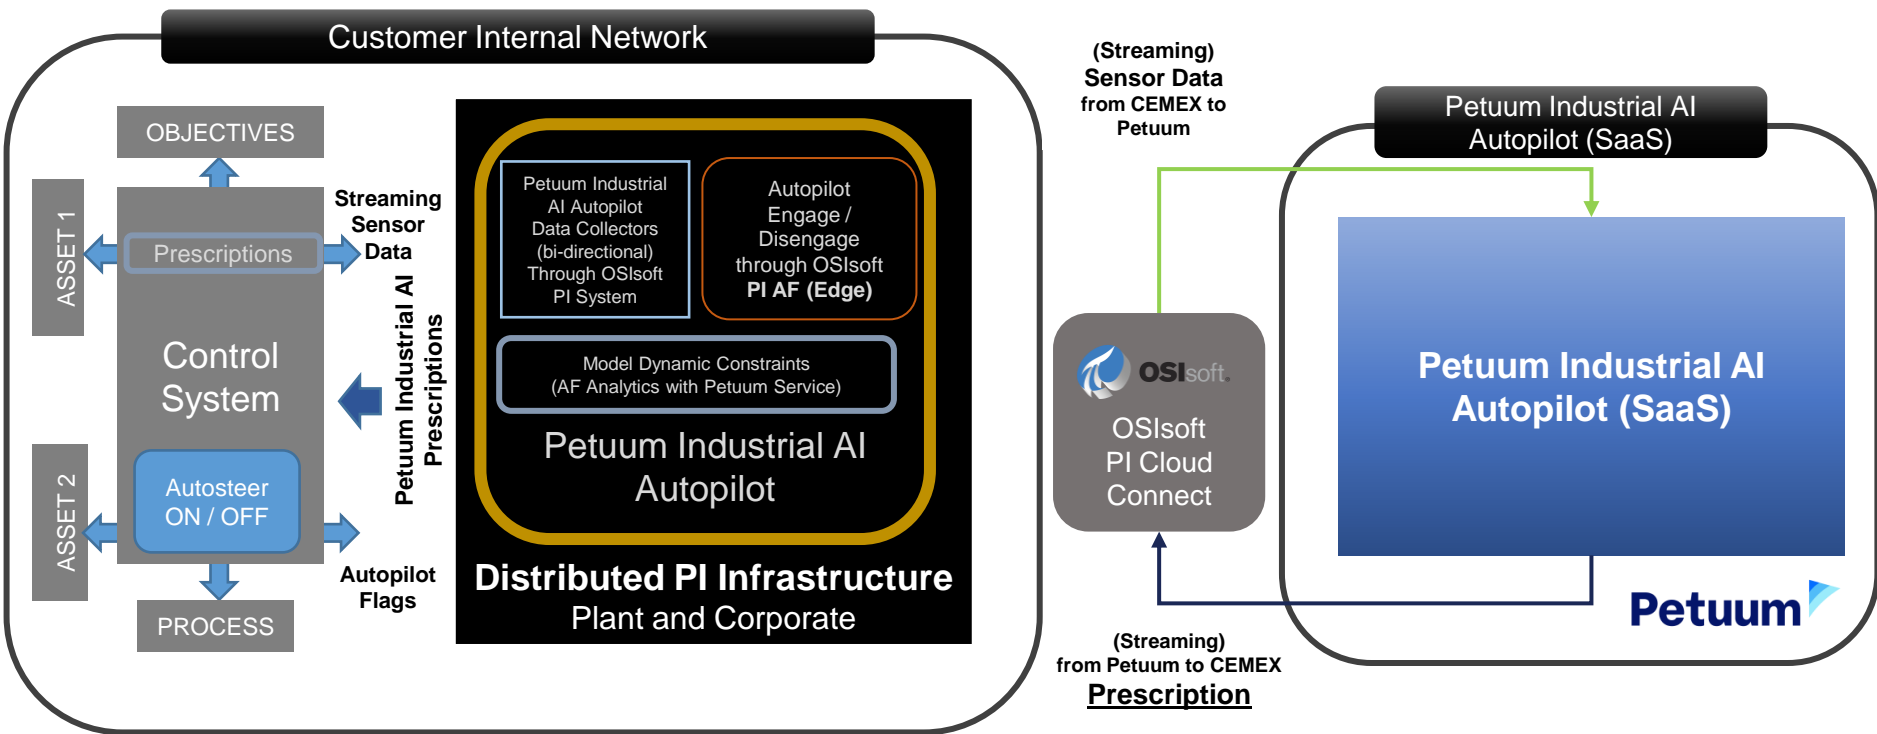 Customer Internal Network
OBJECTIVES
ASSET 1
Prescriptions
Control
System
ASSET 2
Autosteer
ON / OFF
PROCESS
Streaming
Sensor
Data
Petuum Industrial AI
Prescriptions
Autopilot
Flags
Petuum Industrial
AI Autopilot
Data Collectors
(bi-directional)
Through OSIsoft
PI System
Autopilot
Engage /
Disengage
through OSIsoft
PI AF (Edge)
Model Dynamic Constraints
(AF Analytics with Petuum Service)
Petuum Industrial AI
Autopilot
Distributed PI Infrastructure
Plant and Corporate
(Streaming)
Sensor Data
from CEMEX to
Petuum
OSIsoft.
OSIsoft
PI Cloud
Connect
(Streaming)
from Petuum to CEMEX
Prescription
Petuum Industrial AI
Autopilot (SaaS)
Petuum Industrial AI
Autopilot (SaaS)
Petuum